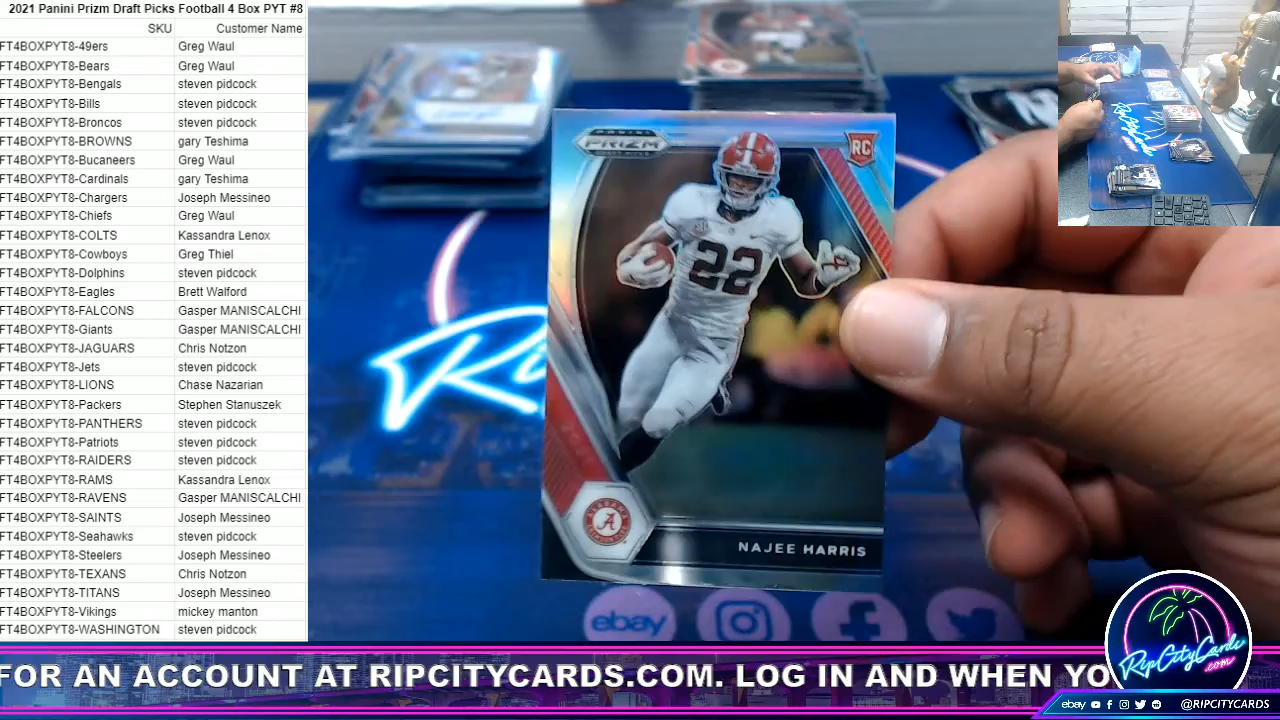 2021 Panini Prizm Draft Picks Football 4 Box PYT #8
SKU Customer Name
FT4BOXPYT8-49ers Greg Waul
FT4BOXPYT8-Bears Greg Waul
FT4BOXPYT8-Bengals steven pidcock
FT4BOXPYT8-Bills steven pidcock
FT4BOXPYT8-Broncos steven pidcock
FT4BOXPYT8-BROWNS gary Teshima
FT4BOXPYT8-Bucaneers Greg Waul
FT4BOXPYT8-Cardinals gary Teshima
FT4BOXPYT8-Chargers Joseph Messineo
FT4BOXPYT8-Chiefs Greg Waul
FT4BOXPYT8-COLTS Kassandra Lenox
FT4BOXPYT8-Cowboys Greg Thiel
FT4BOXPYT8-Dolphins steven pidcock
FT4BOXPYT8-Eagles Brett Walford
FT4BOXPYT8-FALCONS Gasper MANISCALCHI
FT4BOXPYT8-Giants Gasper MANISCALCHI
FT4BOXPYT8-JAGUARS Chris Notzon
FT4BOXPYT8-Jets steven pidcock
FT4BOXPYT8-LIONS Chase Nazarian
FT4BOXPYT8-Packers Stephen Stanuszek
FT4BOXPYT8-PANTHERS steven pidcock
FT4BOXPYT8-Patriots steven pidcock
FT4BOXPYT8-RAIDERS steven pidcock
FT4BOXPYT8-RAMS Kassandra Lenox
FT4BOXPYT8-RAVENS Gasper MANISCALCHI
FT4BOXPYT8-SAINTS Joseph Messineo
FT4BOXPYT8-Seahawks steven pidcock
FT4BOXPYT8-Steelers Joseph Messineo
FT4BOXPYT8-TEXANS Chris Notzon
FT4BOXPYT8-TITANS Joseph Messineo
FT4BOXPYT8-Vikings mickey manton
FT4BOXPYT8-WASHINGTON steven pidcock
PANINI
PRIZM
DRAFT PICKS
RC
22
ALABAMA
A
NAJEE HARRIS
Ri
ebay
FOR AN ACCOUNT AT RIPCITYCARDS.COM. LOG IN AND WHEN YO
RipCityCards
.com
ebay @RIPCITYCARDS